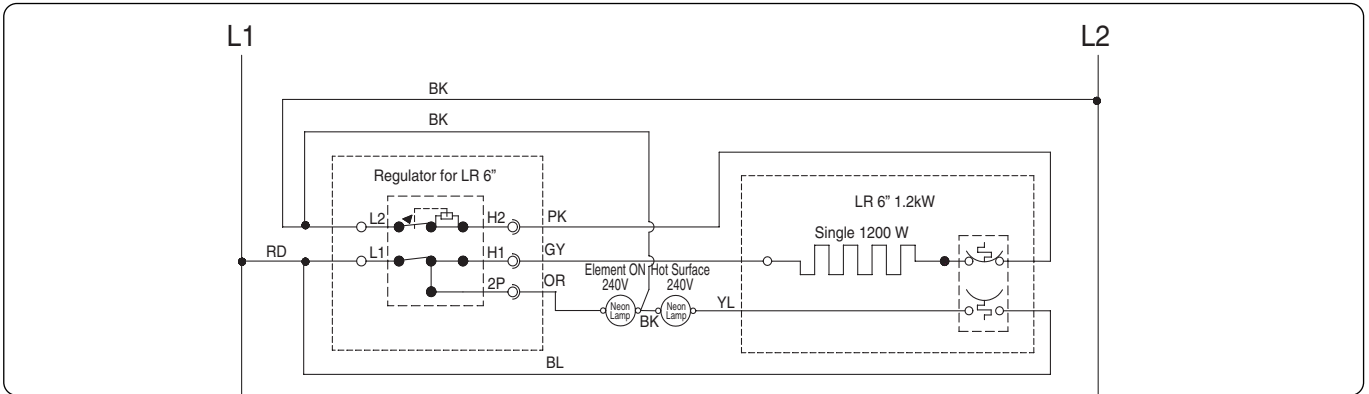 L1 L2
BK
BK
Regulator for LR 6”
LR 6” 1.2kW
L2 H2 PK
Single 1200 W
RD L1 H1 GY
Element ON Hot Surface
2P OR 240V 240V
YL
Neon Lamp BK Neon Lamp
BL